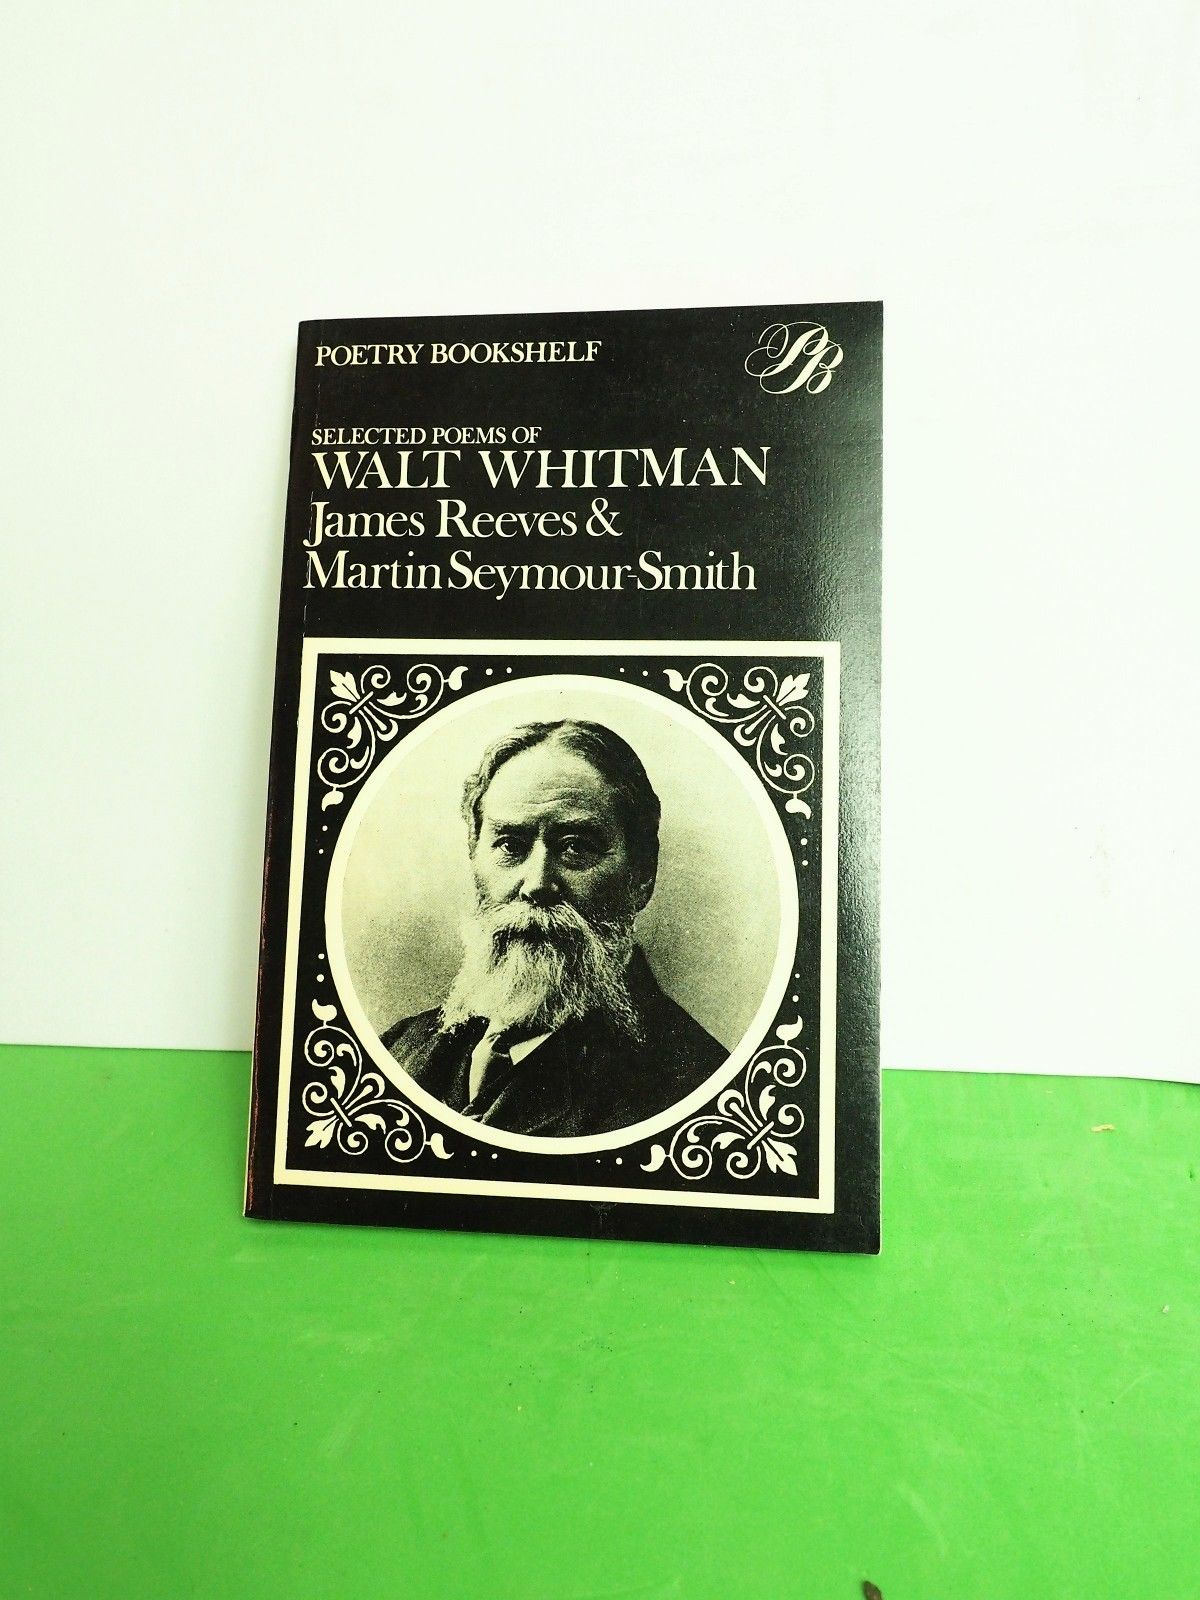 POETRY BOOKSHELF
PB
SELECTED POEMS OF
WALT WHITMAN
James Reeves &
Martin Seymour-Smith